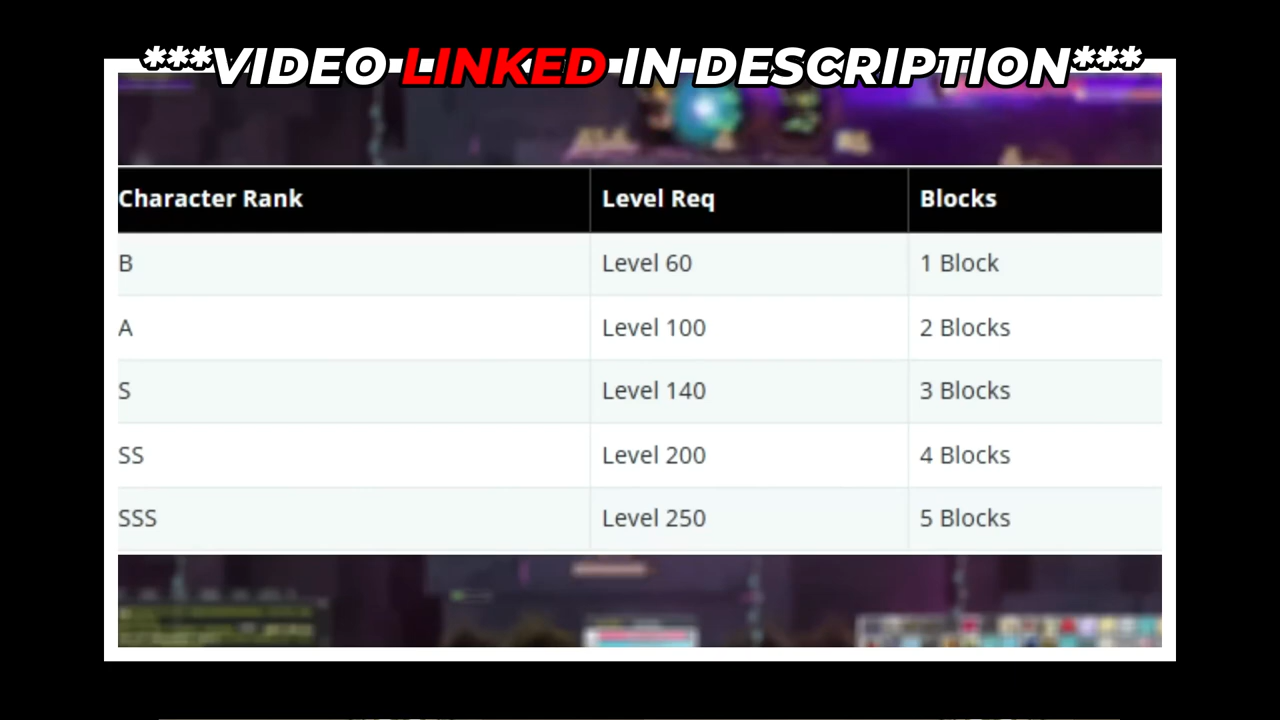 ***VIDEO LINKED IN DESCRIPTION***
Character Rank Level Req Blocks
B Level 60 1 Block
A Level 100 2 Blocks
S Level 140 3 Blocks
SS Level 200 4 Blocks
SSS Level 250 5 Blocks